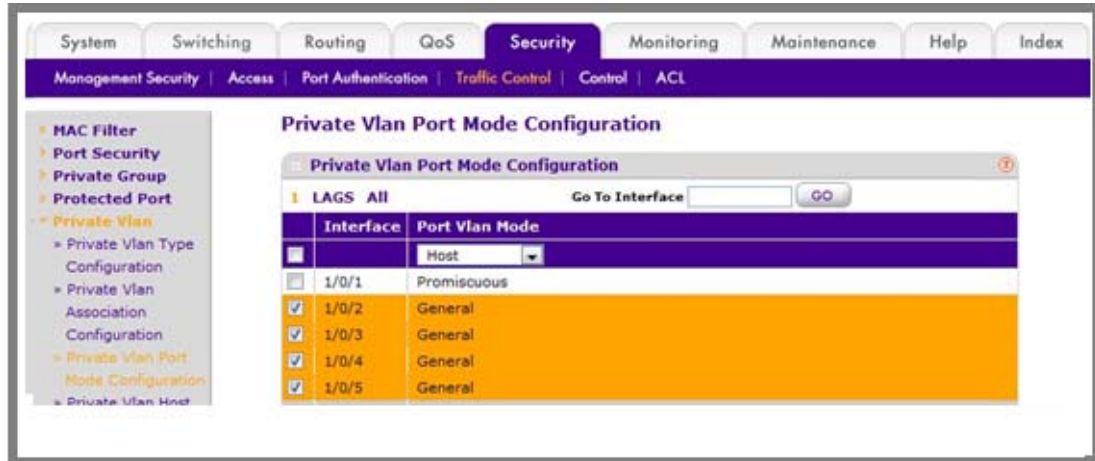 System Switching Routing QoS Security Monitoring Maintenance Help Index
Management Security | Access | Port Authentication | Traffic Control | Control | ACL
MAC Filter
Port Security
Private Group
Protected Port
Private Vlan
» Private Vlan Type
Configuration
» Private Vlan
Association
Configuration
» Private Vlan Port
Mode Configuration
» Private Vlan Host
Private Vlan Port Mode Configuration
Private Vlan Port Mode Configuration
1 LAGS All Go To Interface GO
Interface Port Vlan Mode
Host
1/0/1 Promiscuous
1/0/2 General
1/0/3 General
1/0/4 General
1/0/5 General